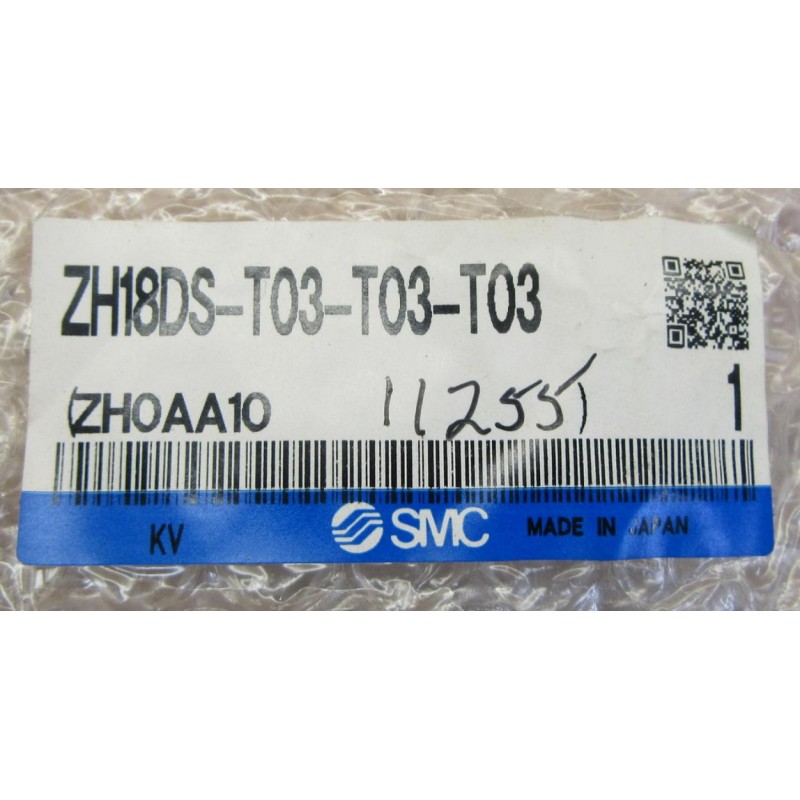 ZH18DS-T03-T03-T03
(ZH0AA10 11255) 1
KV SMC MADE IN JAPAN